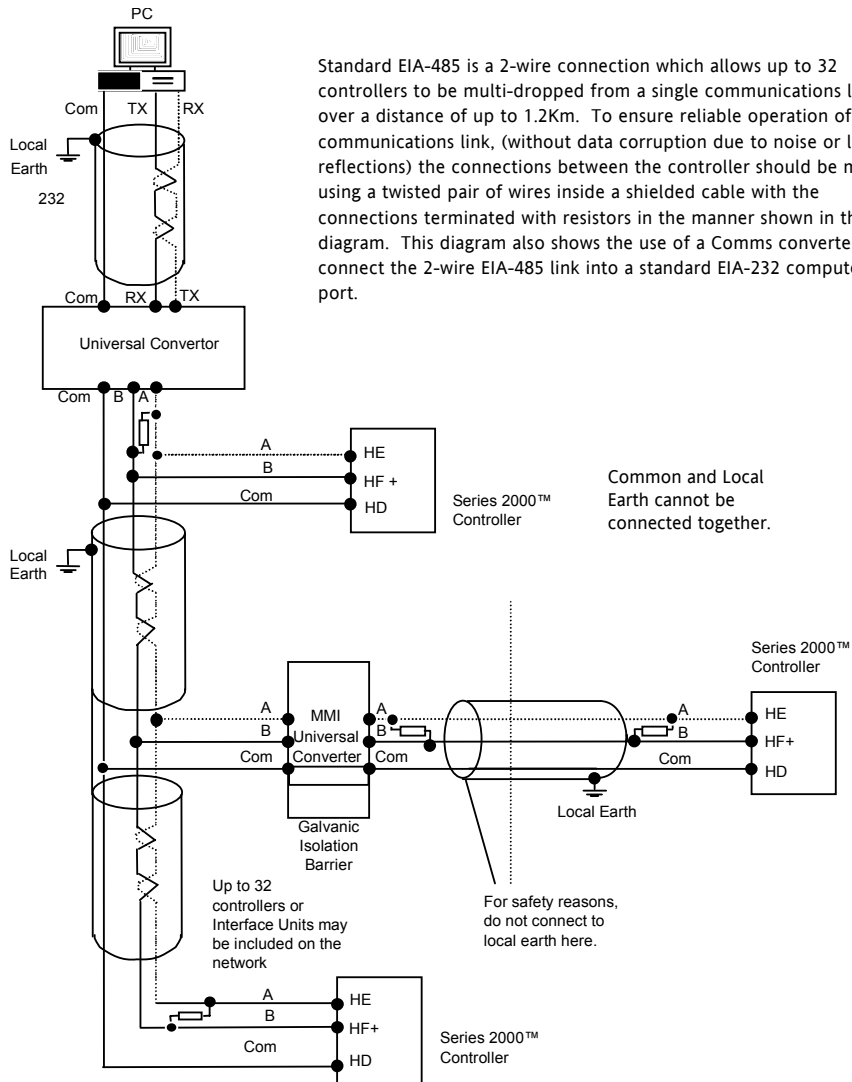 PC
Com TX RX
Local
Earth
232
Com RX TX
Universal Convertor
Com B A
Standard EIA-485 is a 2-wire connection which allows up to 32
controllers to be multi-dropped from a single communications l
over a distance of up to 1.2Km. To ensure reliable operation of
communications link, (without data corruption due to noise or l
reflections) the connections between the controller should be m
using a twisted pair of wires inside a shielded cable with the
connections terminated with resistors in the manner shown in th
diagram. This diagram also shows the use of a Comms converte
connect the 2-wire EIA-485 link into a standard EIA-232 compute
port.
A
B
Com
HE
HF +
HD
Series 2000™
Controller
Common and Local
Earth cannot be
connected together.
Local
Earth
A
B
Com
MMI
Universal
Converter
Galvanic
Isolation
Barrier
A
B
Com
Local Earth
For safety reasons,
do not connect to
local earth here.
A
B
Com
Series 2000™
Controller
HE
HF+
HD
Up to 32
controllers or
Interface Units may
be included on the
network
A
B
Com
HE
HF+
HD
Series 2000™
Controller